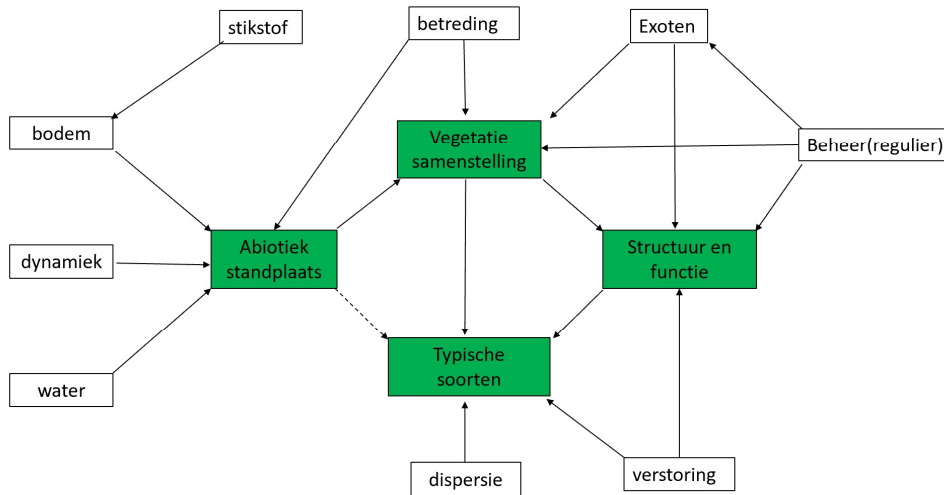 stikstof
betreding
Exoten
bodem
Vegetatie
samenstelling
Beheer(regulier)
dynamiek
Abiotiek
standplaats
Structuur en
functie
Typische
soorten
water
dispersie
verstoring